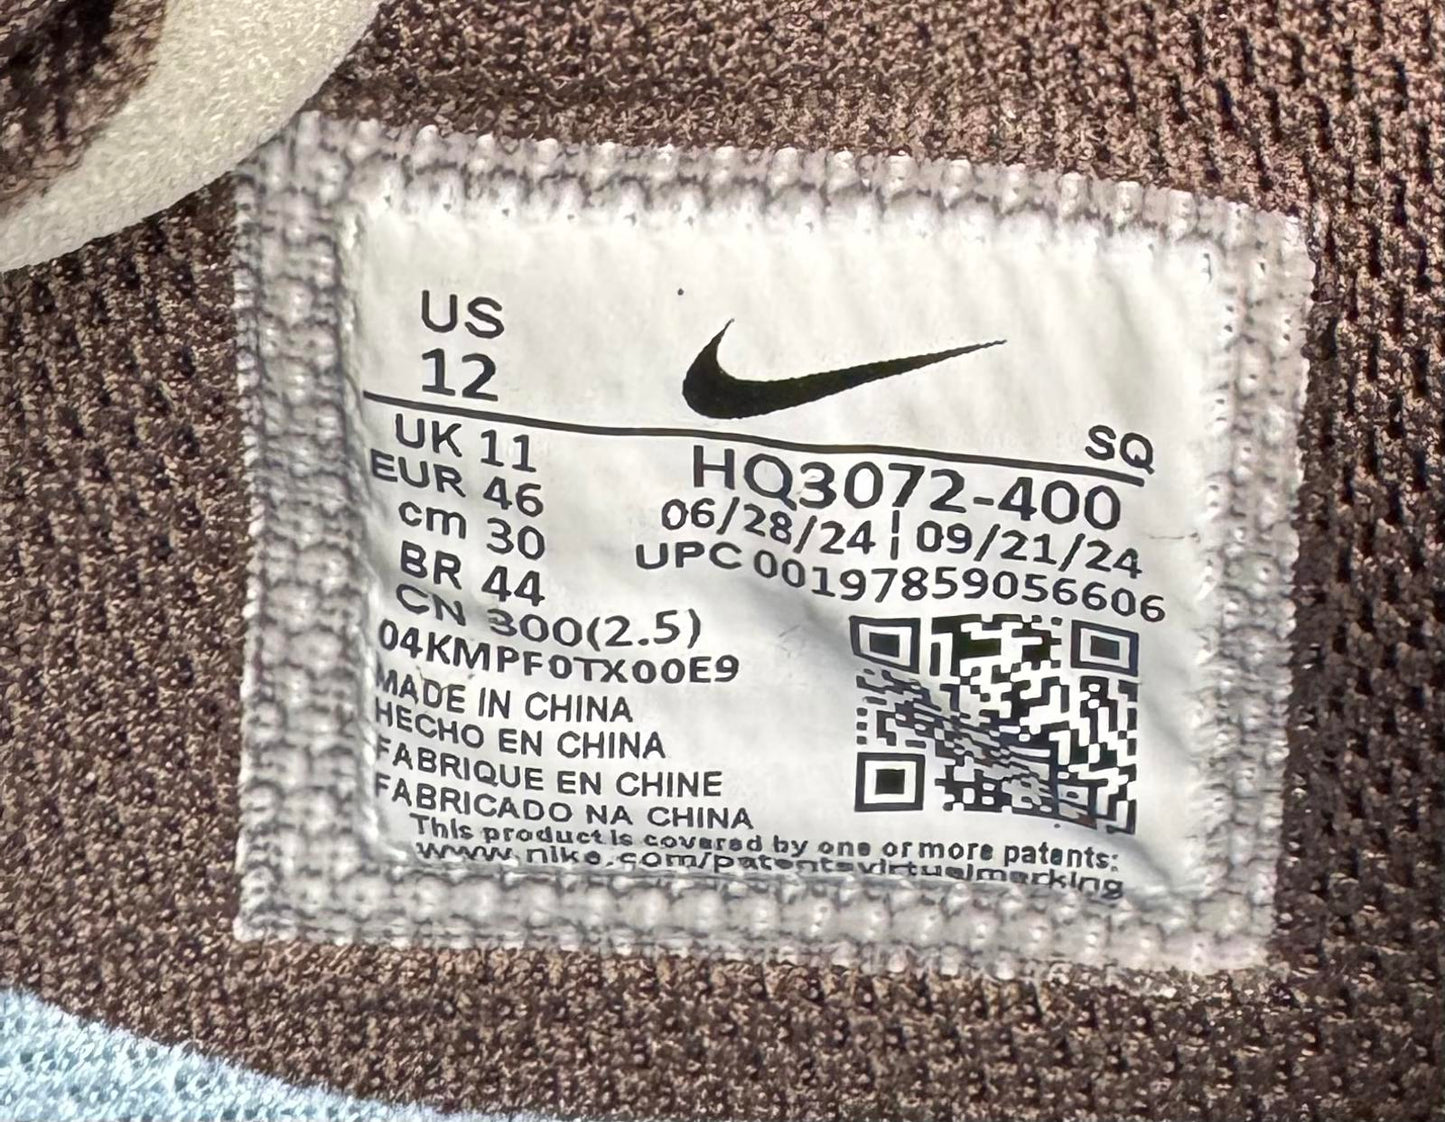 US
12
SQ
UK 11
EUR 46
cm 30
BR 44
CN 300(2.5)
HQ3072-400
06/28/24 | 09/21/24
UPC 00197859056606
04KMPF0TX00E9
MADE IN CHINA
HECHO EN CHINA
FABRIQUE EN CHINE
FABRICADO NA CHINA
This product is covered by one or more patents:
www.nike.com/patentsvirtualmarking